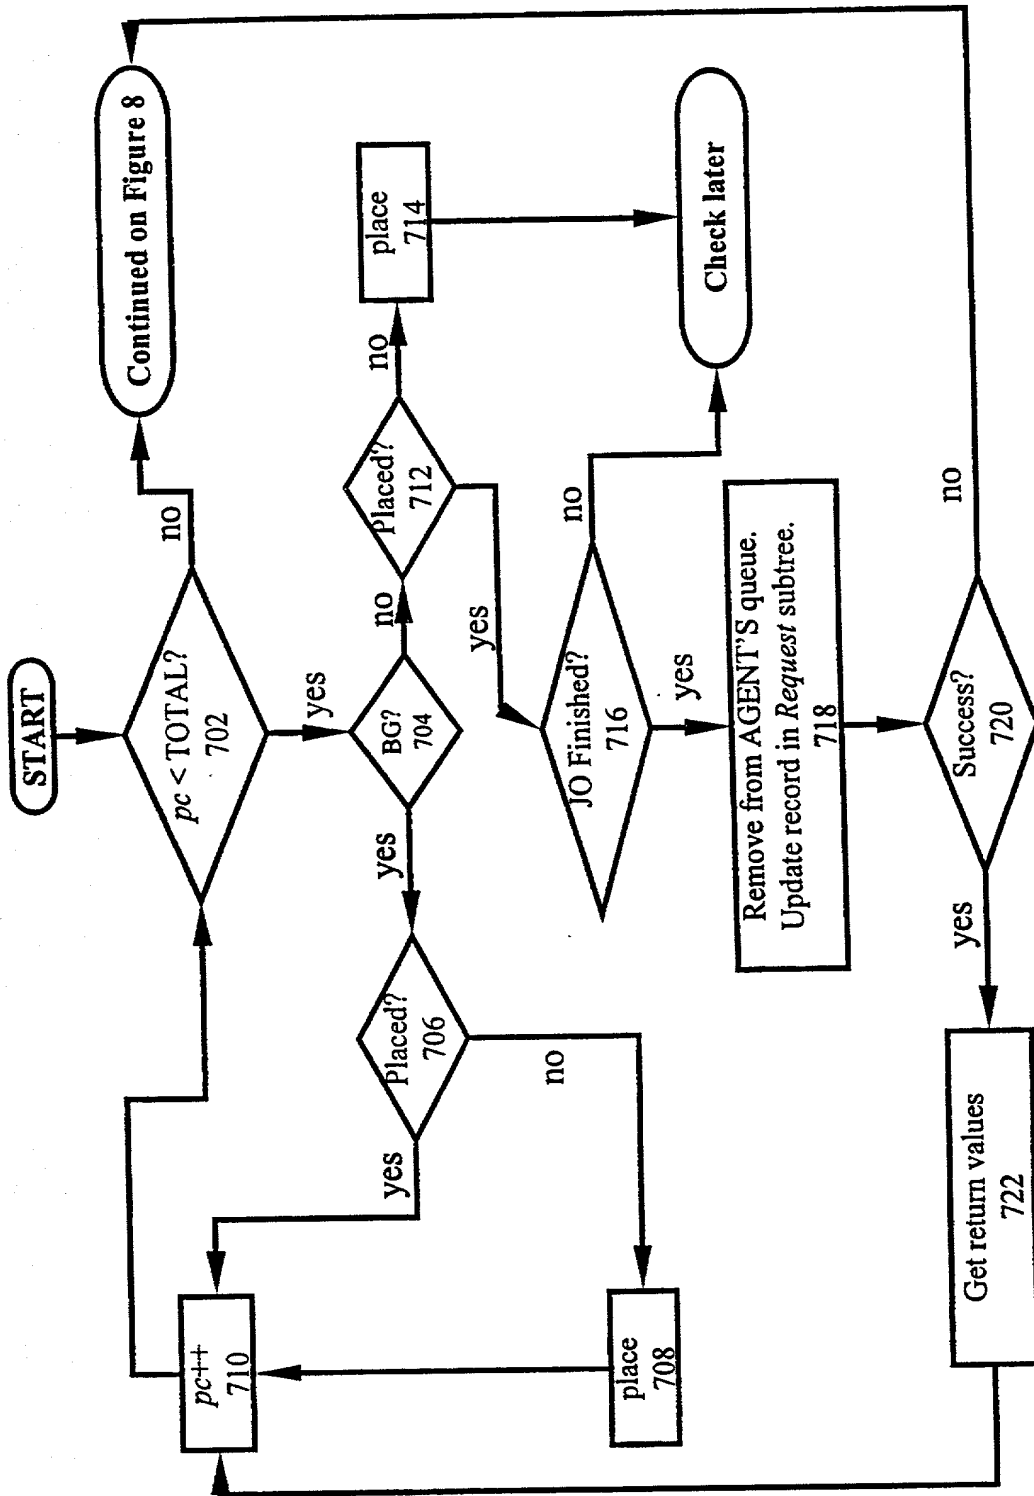 START
pc < TOTAL?
702
no
Continued on Figure 8
yes
BG?
704
yes
no
Placed?
706
yes
no
pc++
710
place
708
Placed?
712
no
place
714
yes
JO Finished?
716
no
Check later
yes
Remove from AGENT'S queue.
Update record in Request subtree.
718
Success?
720
no
yes
Get return values
722